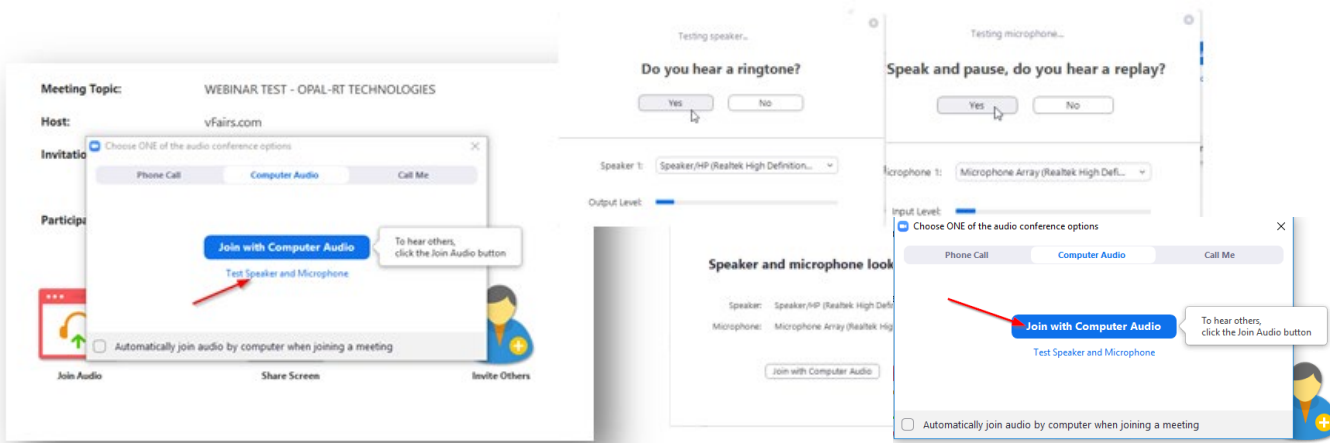 Meeting Topic: WEBINAR TEST - OPAL-RT TECHNOLOGIES
Host: vFairs.com
Invitatio
Participa
Choose ONE of the audio conference options
Phone Call Computer Audio Call Me
Join with Computer Audio
To hear others,
click the Join Audio button
Test Speaker and Microphone
Automatically join audio by computer when joining a meeting
Join Audio Share Screen Invite Others
Testing speaker...
Do you hear a ringtone?
Yes No
Speaker 1: Speaker/HP (Realtek High Definition...
Output Level:
Testing microphone...
Speak and pause, do you hear a replay?
Yes No
icrophone 1: Microphone Array (Realtek High Defi...
Input Level:
Speaker and microphone look
Speaker: Speaker/HP (Realtek High Defi
Microphone: Microphone Array (Realtek Hig
Join with Computer Audio
Choose ONE of the audio conference options
Phone Call Computer Audio Call Me
Join with Computer Audio
To hear others,
click the Join Audio button
Test Speaker and Microphone
Automatically join audio by computer when joining a meeting